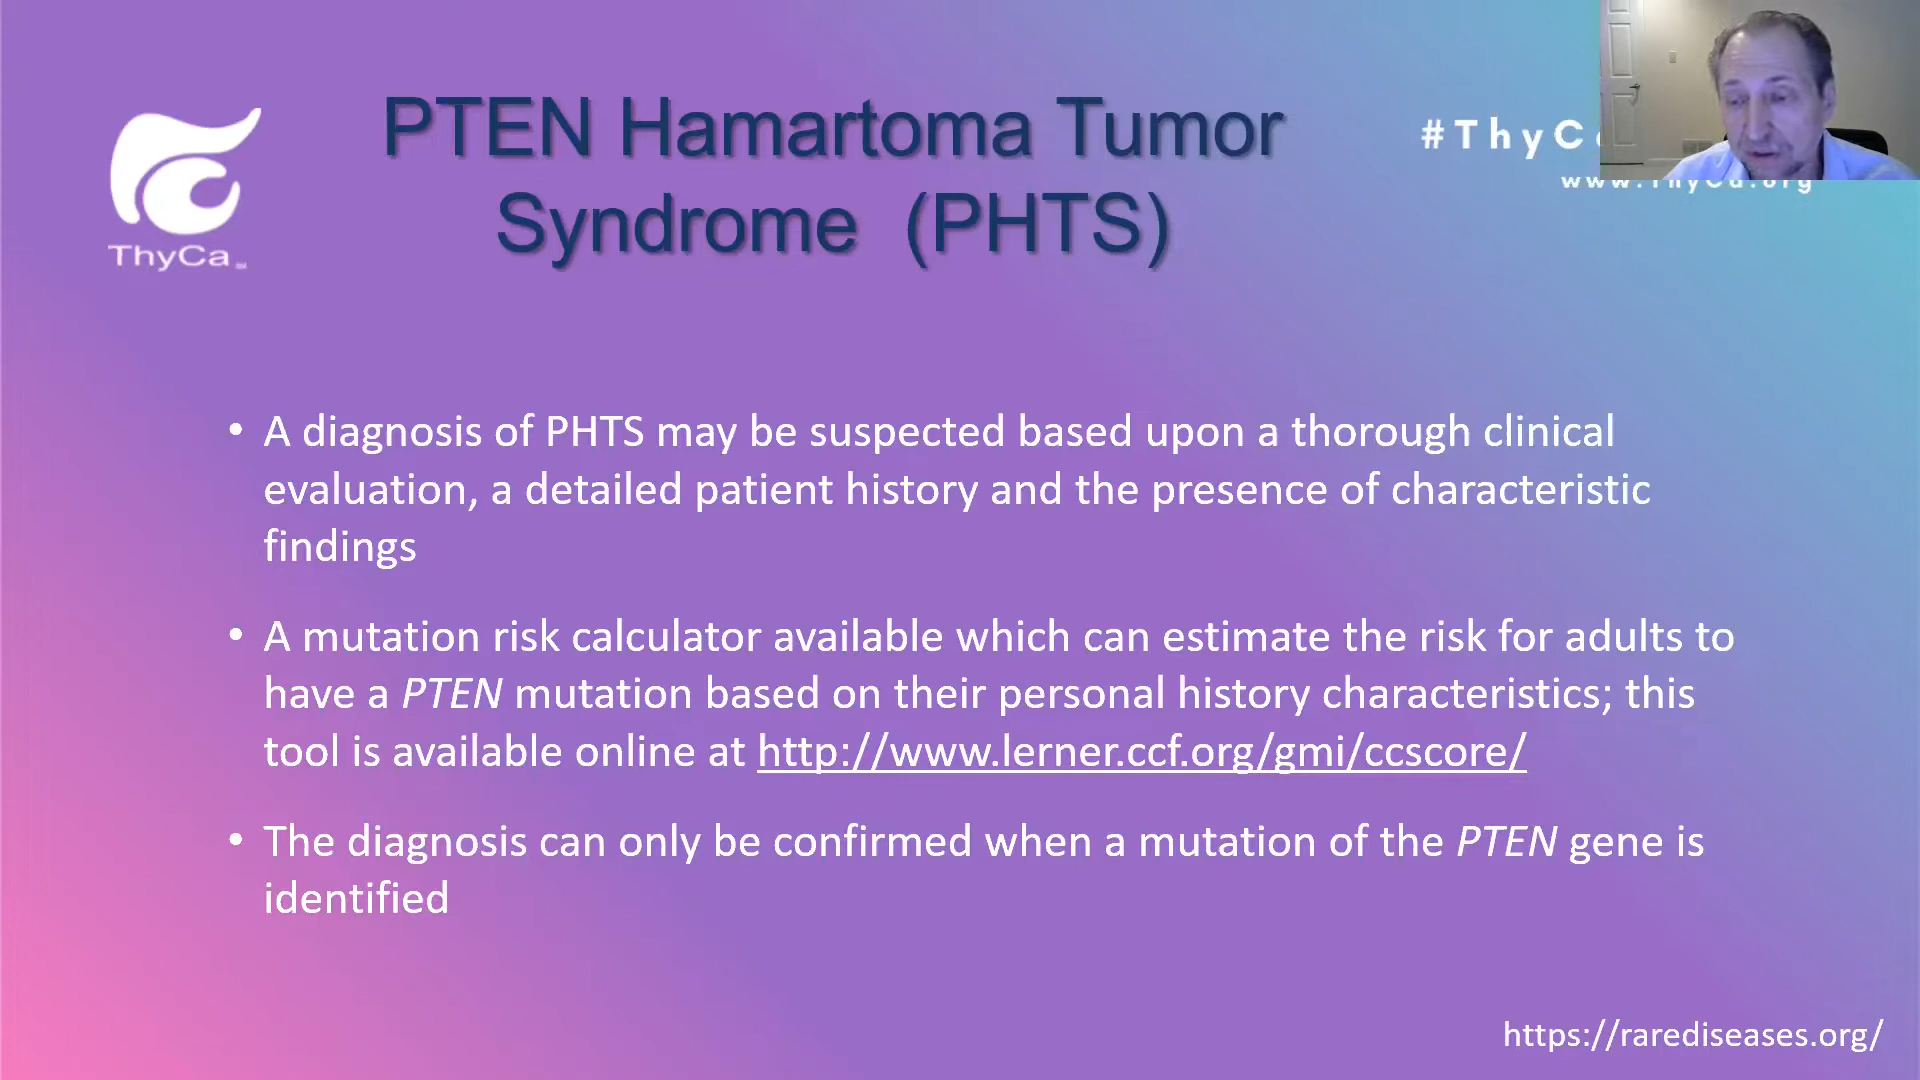 PTEN Hamartoma Tumor
Syndrome (PHTS)
#ThyC
www.ThyCa.org
ThyCa
• A diagnosis of PHTS may be suspected based upon a thorough clinical
evaluation, a detailed patient history and the presence of characteristic
findings
• A mutation risk calculator available which can estimate the risk for adults to
have a PTEN mutation based on their personal history characteristics; this
tool is available online at http://www.lerner.ccf.org/gmi/ccscore/
• The diagnosis can only be confirmed when a mutation of the PTEN gene is
identified
https://rarediseases.org/